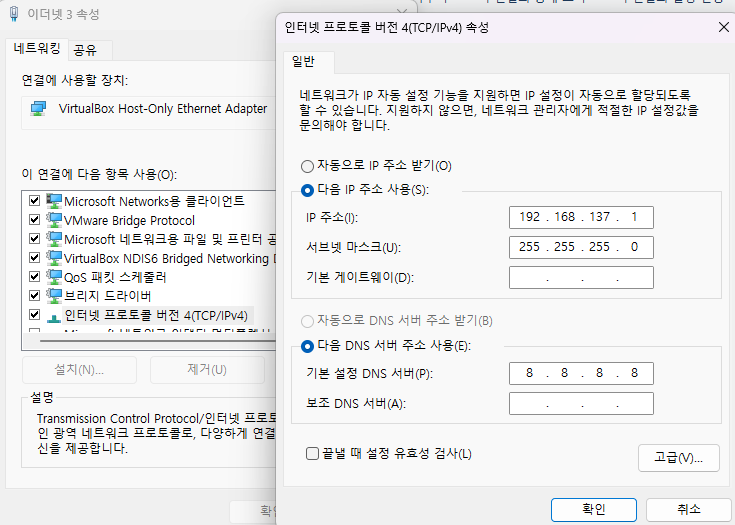 이더넷 3 속성
네트워킹
공유
연결에 사용할 장치:
VirtualBox Host-Only Ethernet Adapter
이 연결에 다음 항목 사용(O):
Microsoft Networks용 클라이언트
VMware Bridge Protocol
Microsoft 네트워크용 파일 및 프린터 공
VirtualBox NDIS6 Bridged Networking D
QoS 패킷 스케줄러
브리지 드라이버
인터넷 프로토콜 버전 4(TCP/IPv4)
설치(N)...
제거(U)
설명
Transmission Control Protocol/인터넷 프로토
인 광역 네트워크 프로토콜로, 다양하게 연결
신을 제공합니다.
확인
인터넷 프로토콜 버전 4(TCP/IPv4) 속성
일반
네트워크가 IP 자동 설정 기능을 지원하면 IP 설정이 자동으로 할당되도록
할 수 있습니다. 지원하지 않으면, 네트워크 관리자에게 적절한 IP 설정값을
문의해야 합니다.
자동으로 IP 주소 받기(O)
다음 IP 주소 사용(S):
IP 주소(I):
192 . 168 . 137 . 1
서브넷 마스크(U):
255 . 255 . 255 . 0
기본 게이트웨이(D):
. . .
자동으로 DNS 서버 주소 받기(B)
다음 DNS 서버 주소 사용(E):
기본 설정 DNS 서버(P):
8 . 8 . 8 . 8
보조 DNS 서버(A):
. . .
끝낼 때 설정 유효성 검사(L)
고급(V)...
확인
취소